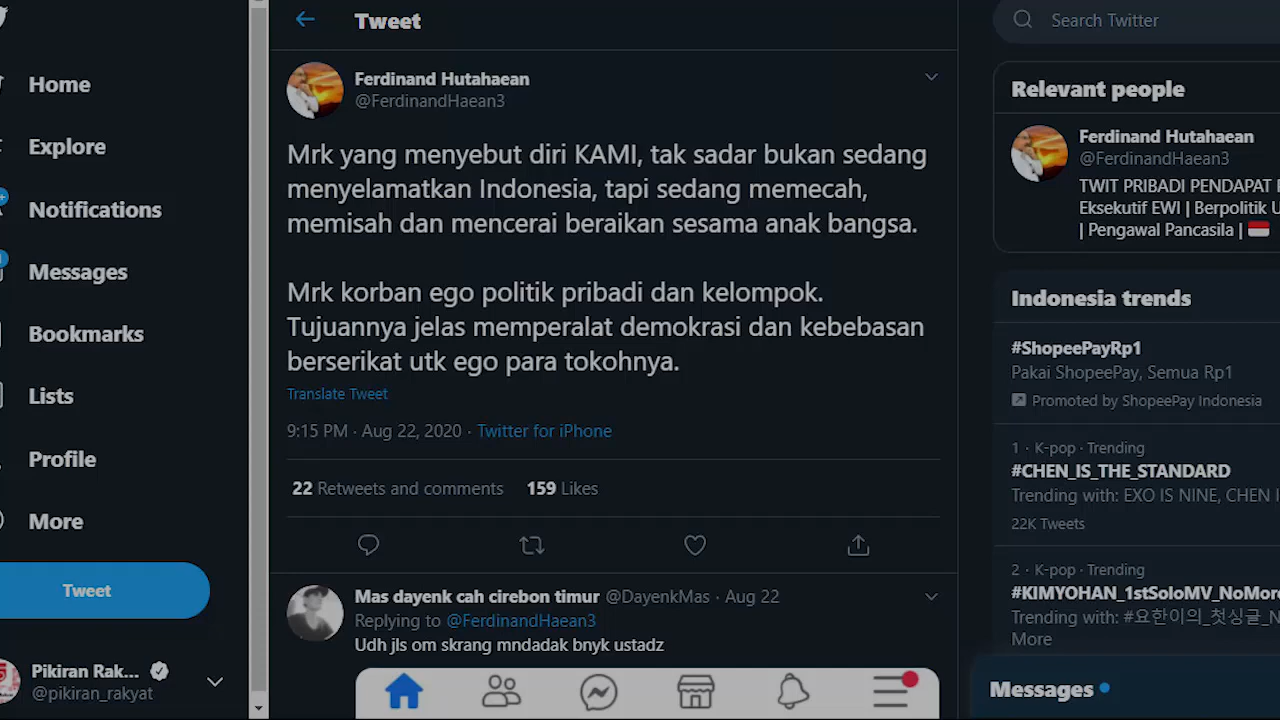 Home
Explore
Notifications
Messages
Bookmarks
Lists
Profile
More
Tweet
Pikiran Rak...
@pikiran_rakyat
Tweet
Ferdinand Hutahaean
@FerdinandHaean3
Mrk yang menyebut diri KAMI, tak sadar bukan sedang
menyelamatkan Indonesia, tapi sedang memecah,
memisah dan mencerai beraikan sesama anak bangsa.
Mrk korban ego politik pribadi dan kelompok.
Tujuannya jelas memperalat demokrasi dan kebebasan
berserikat utk ego para tokohnya.
Translate Tweet
9:15 PM · Aug 22, 2020 · Twitter for iPhone
22 Retweets and comments 159 Likes
Mas dayenk cah cirebon timur @DayenkMas · Aug 22
Replying to @FerdinandHaean3
Udh jls om skrang mndadak bnyk ustadz
Search Twitter
Relevant people
Ferdinand Hutahaean
@FerdinandHaean3
TWIT PRIBADI PENDAPAT
Eksekutif EWI | Berpolitik
| Pengawal Pancasila |
Indonesia trends
#ShopeePayRp1
Pakai ShopeePay, Semua Rp1
Promoted by ShopeePay Indonesia
1 · K-pop · Trending
#CHEN_IS_THE_STANDARD
Trending with: EXO IS NINE, CHEN
22K Tweets
2 · K-pop · Trending
#KIMYOHAN_1stSoloMV_NoMore
Trending with: #요한이의_첫싱글_
More
Messages